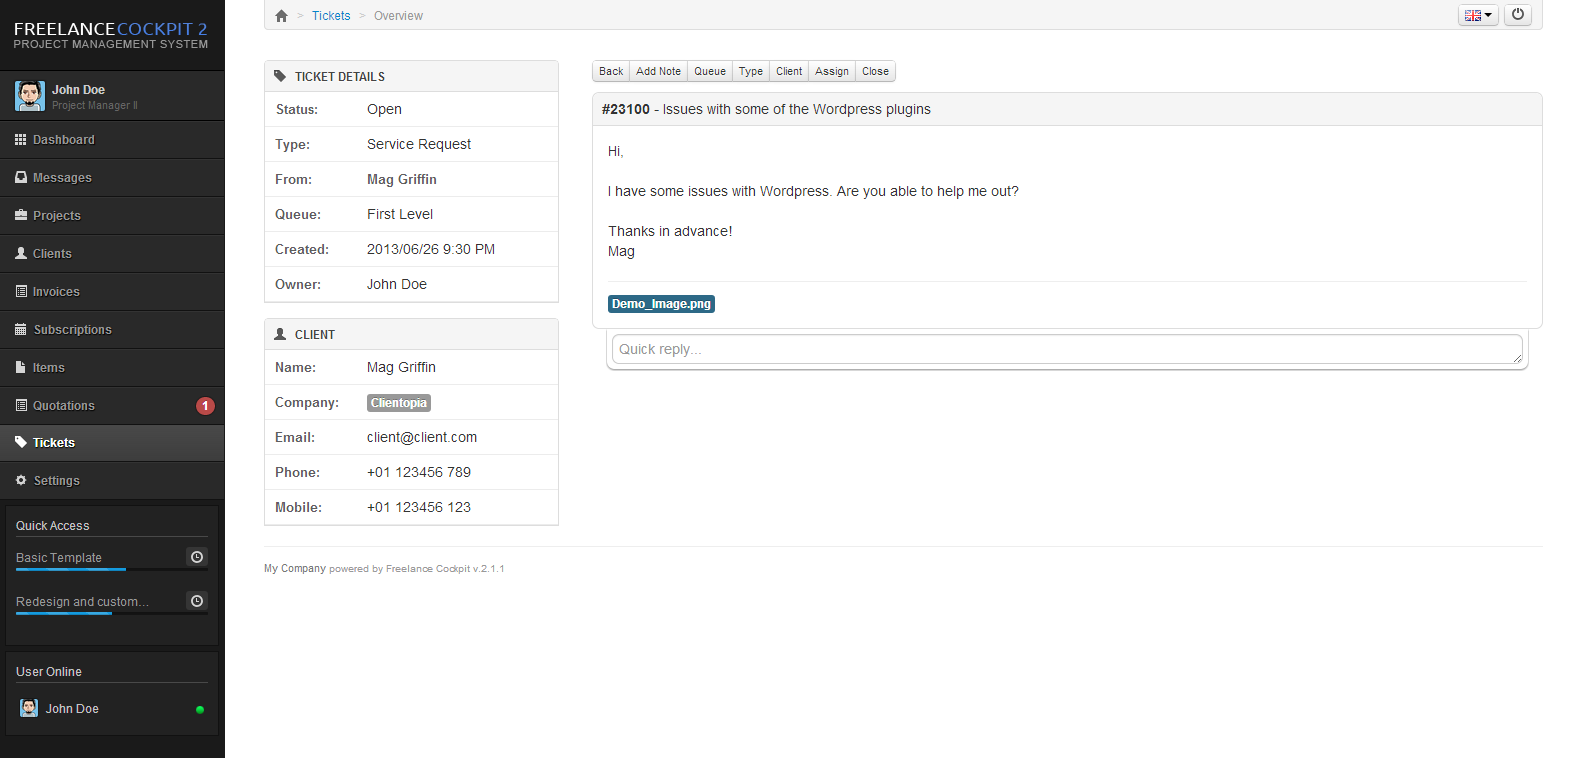 FREELANCECOCKPIT 2
PROJECT MANAGEMENT SYSTEM
John Doe
Project Manager II
Dashboard
Messages
Projects
Clients
Invoices
Subscriptions
Items
Quotations 1
Tickets
Settings
Quick Access
Basic Template
Redesign and custom...
User Online
John Doe
> Tickets > Overview
TICKET DETAILS
Status: Open
Type: Service Request
From: Mag Griffin
Queue: First Level
Created: 2013/06/26 9:30 PM
Owner: John Doe
CLIENT
Name: Mag Griffin
Company: Clientopia
Email: client@client.com
Phone: +01 123456 789
Mobile: +01 123456 123
Back Add Note Queue Type Client Assign Close
#23100 - Issues with some of the Wordpress plugins
Hi,
I have some issues with Wordpress. Are you able to help me out?
Thanks in advance!
Mag
Demo_Image.png
Quick reply...
My Company powered by Freelance Cockpit v.2.1.1